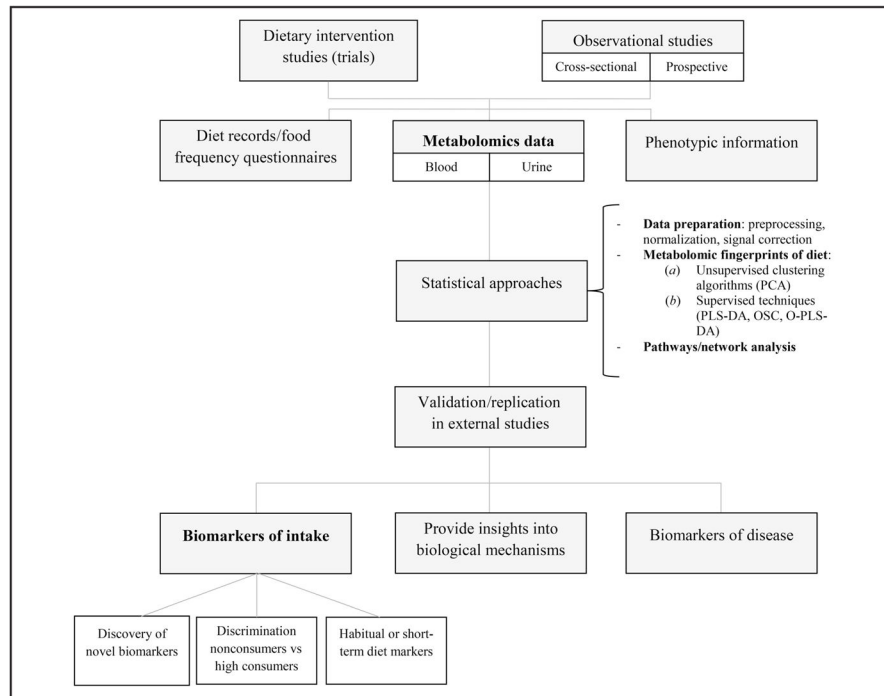 Dietary intervention
studies (trials)
Observational studies
Cross-sectional
Prospective
Diet records/food
frequency questionnaires
Metabolomics data
Blood
Urine
Phenotypic information
Statistical approaches
- Data preparation: preprocessing,
normalization, signal correction
- Metabolomic fingerprints of diet:
(a) Unsupervised clustering
algorithms (PCA)
(b) Supervised techniques
(PLS-DA, OSC, O-PLS-
DA)
- Pathways/network analysis
Validation/replication
in external studies
Biomarkers of intake
Provide insights into
biological mechanisms
Biomarkers of disease
Discovery of
novel biomarkers
Discrimination
nonconsumers vs
high consumers
Habitual or short-
term diet markers